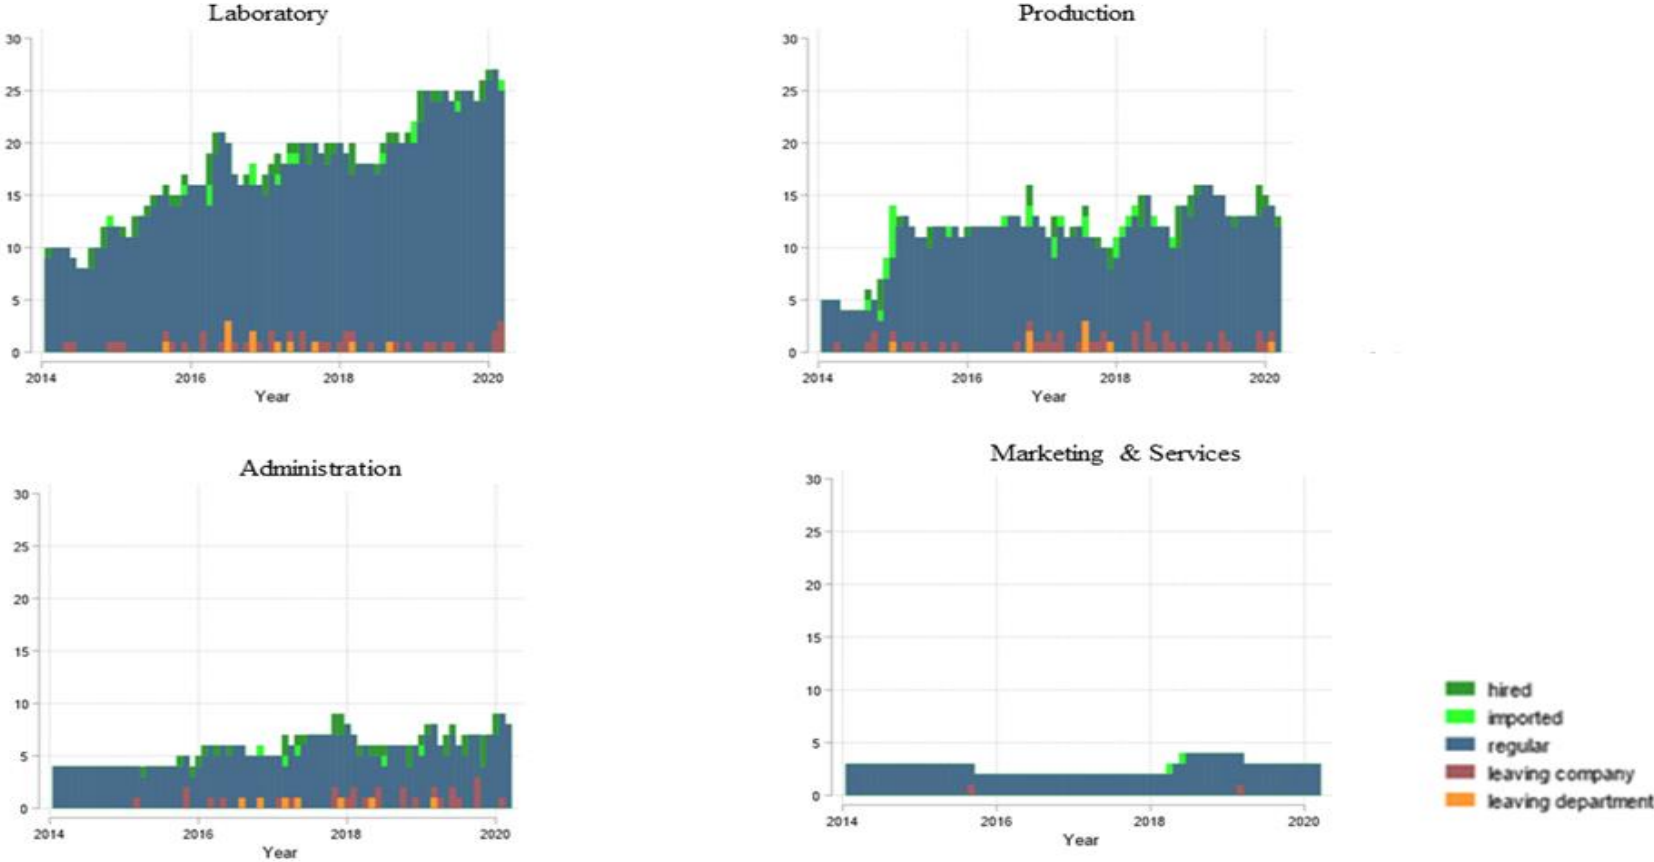 Laboratory
30
25
20
15
10
5
0
2014 2016 2018 2020
Year
Production
30
25
20
15
10
5
0
2014 2016 2018 2020
Year
Administration
30
25
20
15
10
5
0
2014 2016 2018 2020
Year
Marketing & Services
30
25
20
15
10
5
0
2014 2016 2018 2020
Year
hired
imported
regular
leaving company
leaving department